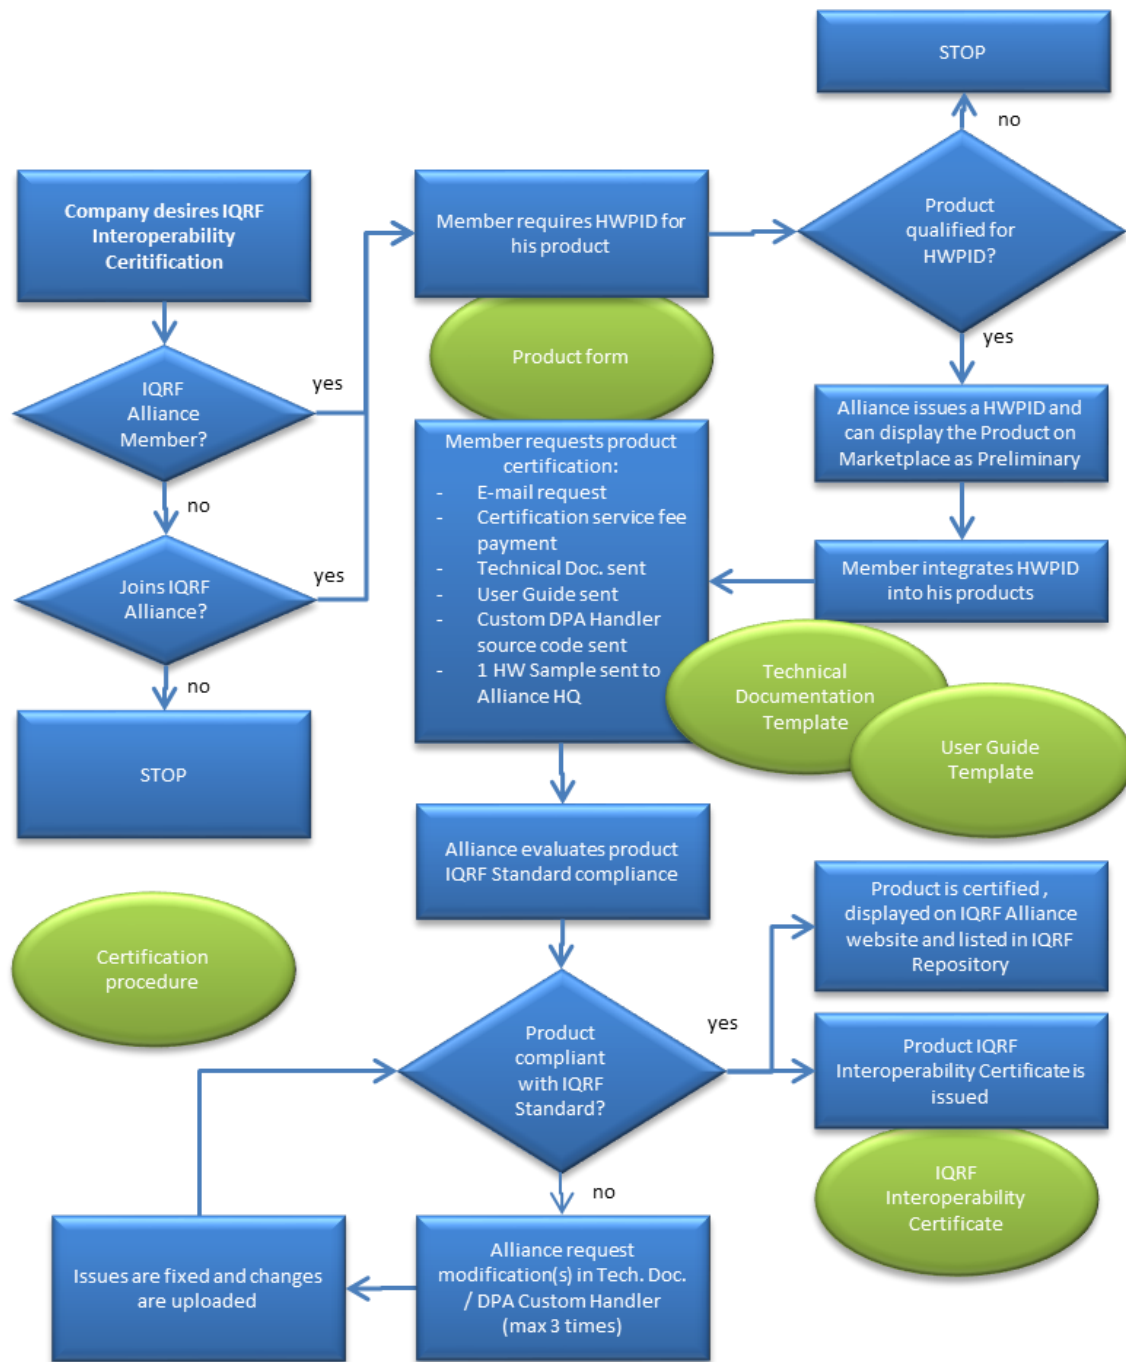 STOP
no
Company desires IQRF
Interoperability
Ceritification
Member requires HWPID for
his product
Product
qualified for
HWPID?
yes
Product form
IQRF
Alliance
Member?
yes
no
Alliance issues a HWPID and
can display the Product on
Marketplace as Preliminary
Member integrates HWPID
into his products
Joins IQRF
Alliance?
yes
no
STOP
Member requests product
certification:
- E-mail request
- Certification service fee
payment
- Technical Doc. sent
- User Guide sent
- Custom DPA Handler
source code sent
- 1 HW Sample sent to
Alliance HQ
Technical
Documentation
Template
User Guide
Template
Alliance evaluates product
IQRF Standard compliance
Certification
procedure
Product
compliant
with IQRF
Standard?
yes
Product is certified ,
displayed on IQRF Alliance
website and listed in IQRF
Repository
Product IQRF
Interoperability Certificate is
issued
IQRF
Interoperability
Certificate
no
Alliance request
modification(s) in Tech. Doc.
/ DPA Custom Handler
(max 3 times)
Issues are fixed and changes
are uploaded